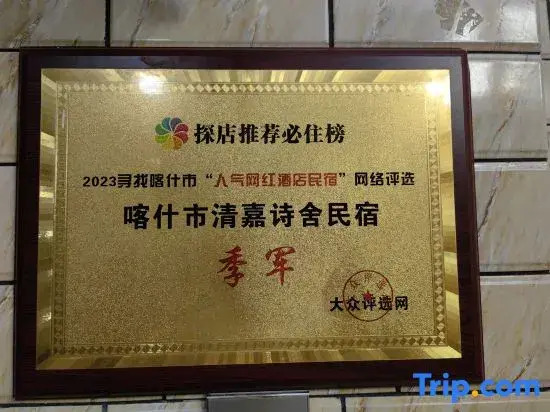 探店推荐必住榜
2023寻找喀什市“人气网红酒店民宿”网络评选
喀什市清嘉诗舍民宿
季军
大众评选网
Trip.com